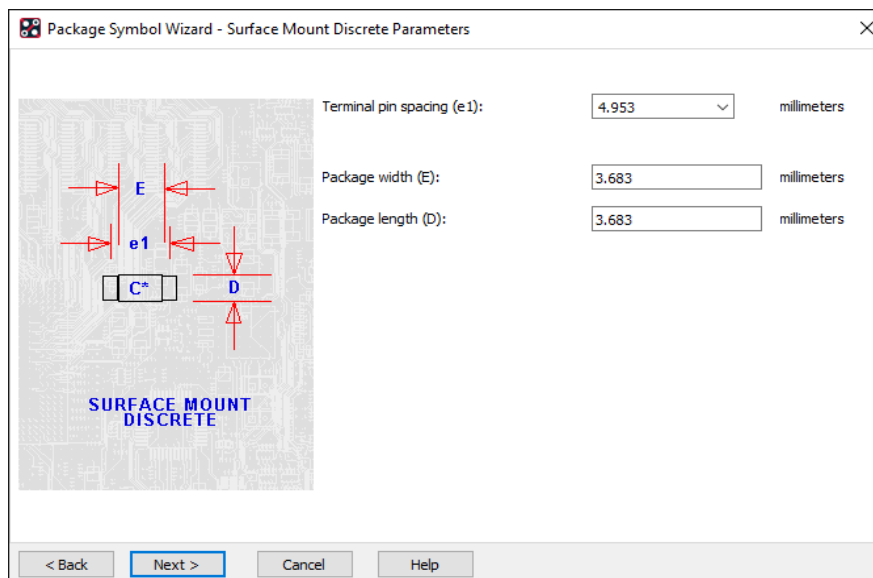 Package Symbol Wizard - Surface Mount Discrete Parameters
Terminal pin spacing (e1): 4.953 millimeters
E
Package width (E): 3.683 millimeters
Package length (D): 3.683 millimeters
e1
C* D
SURFACE MOUNT
DISCRETE
< Back Next > Cancel Help